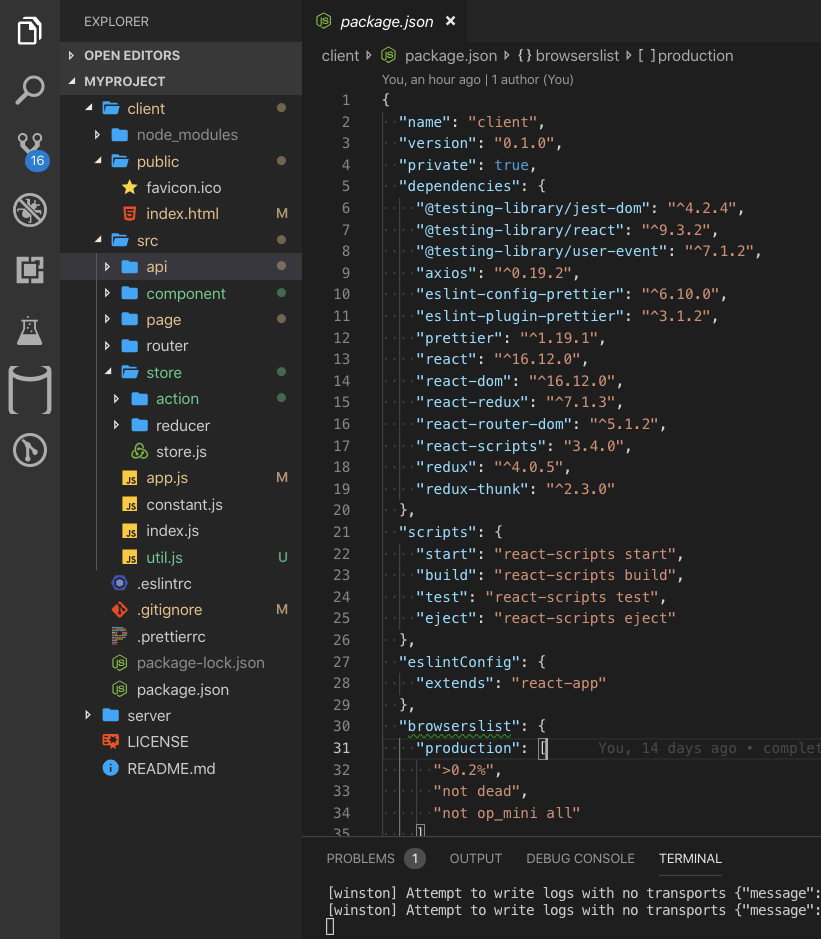 EXPLORER
OPEN EDITORS
MYPROJECT
client
node_modules
public
favicon.ico
index.html M
src
api
component
page
router
store
action
reducer
store.js
JS app.js M
JS constant.js
JS index.js
JS util.js U
.eslintrc
.gitignore M
.prettierrc
package-lock.json
package.json
server
LICENSE
README.md
16
package.json ×
client package.json {} browserslist [ ] production
You, an hour ago | 1 author (You)
1 {
2 "name": "client",
3 "version": "0.1.0",
4 "private": true,
5 "dependencies": {
6 "@testing-library/jest-dom": "^4.2.4",
7 "@testing-library/react": "^9.3.2",
8 "@testing-library/user-event": "^7.1.2",
9 "axios": "^0.19.2",
10 "eslint-config-prettier": "^6.10.0",
11 "eslint-plugin-prettier": "^3.1.2",
12 "prettier": "^1.19.1",
13 "react": "^16.12.0",
14 "react-dom": "^16.12.0",
15 "react-redux": "^7.1.3",
16 "react-router-dom": "^5.1.2",
17 "react-scripts": "3.4.0",
18 "redux": "^4.0.5",
19 "redux-thunk": "^2.3.0"
20 },
21 "scripts": {
22 "start": "react-scripts start",
23 "build": "react-scripts build",
24 "test": "react-scripts test",
25 "eject": "react-scripts eject"
26 },
27 "eslintConfig": {
28 "extends": "react-app"
29 },
30 "browserslist": {
31 "production": [ You, 14 days ago • complet
32 ">0.2%",
33 "not dead",
34 "not op_mini all"
35 ]
PROBLEMS 1 OUTPUT DEBUG CONSOLE TERMINAL
[winston] Attempt to write logs with no transports {"message":
[winston] Attempt to write logs with no transports {"message":